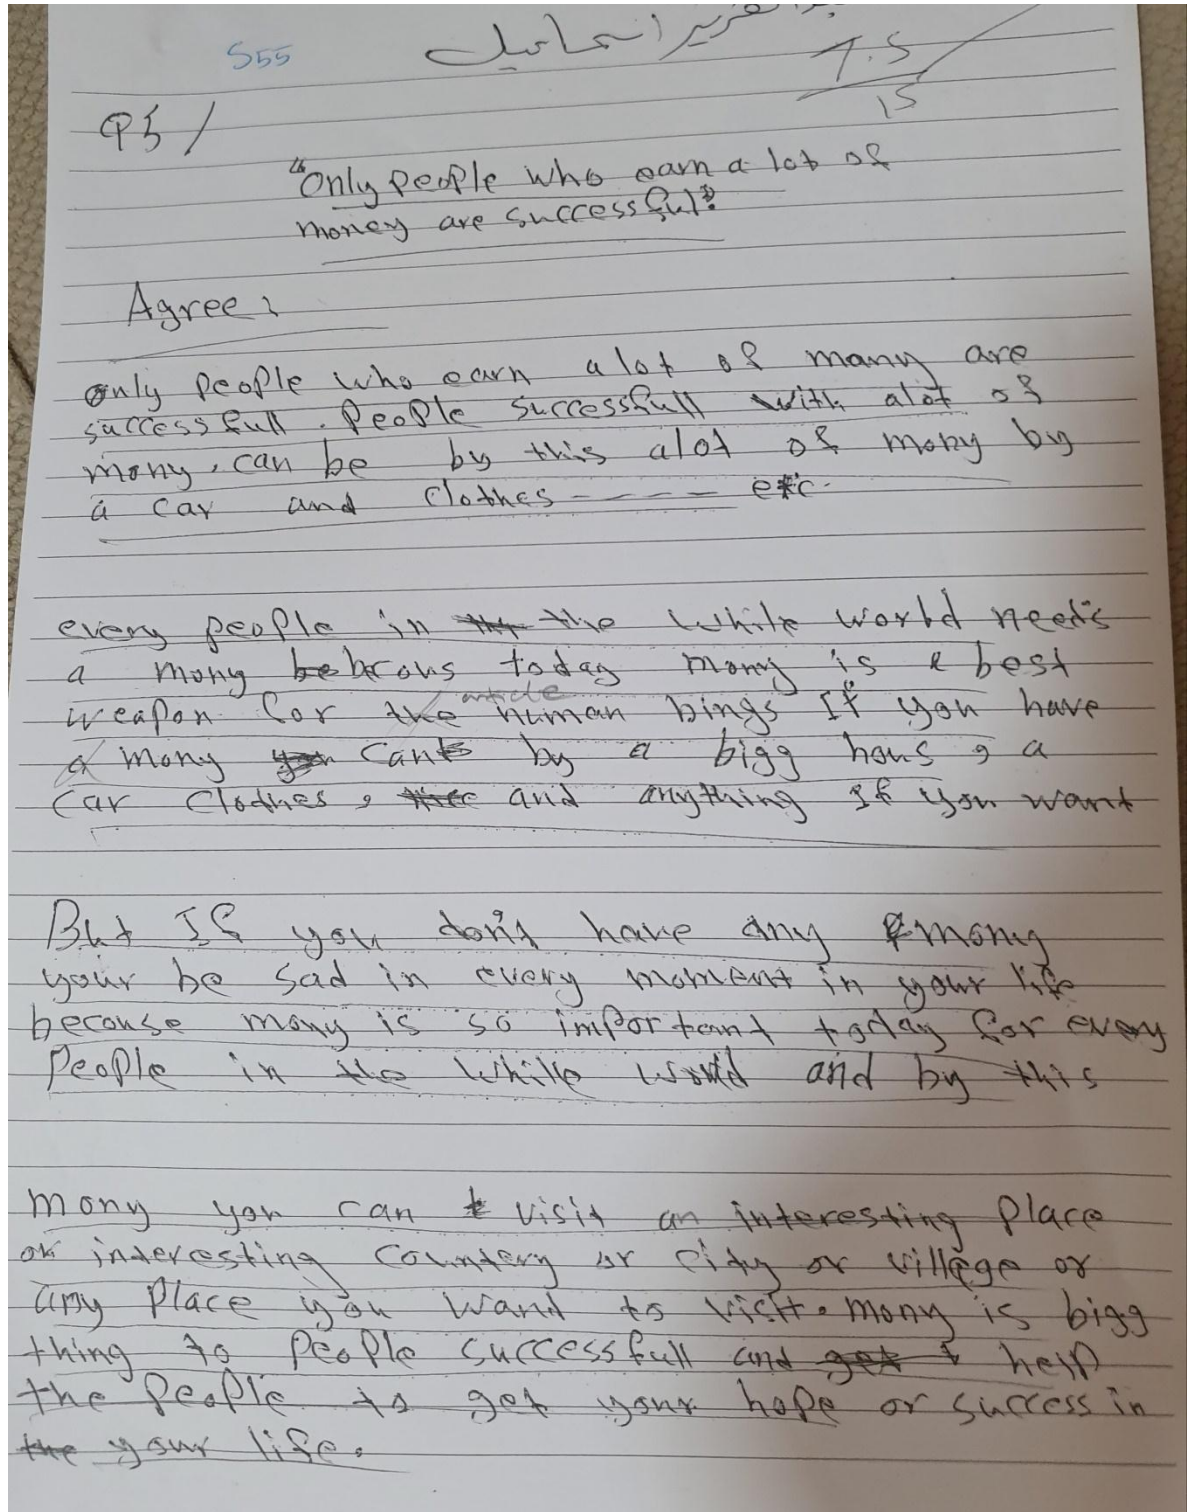 S55
اسماعيل
7.5
15
Q5 /
"Only people who earn a lot of
money are successful"
Agree:
only people who earn alot of many are
successfull. People successfull with alot of
mony. can be by this alot of mony by
a car and clothes ----- etc.
every people in the while world needs
a mony becaus today mony is a best
article
weapon for the human bings If you have
a mony can by a bigg hous, a
car clothes, and anything If you want
But If you don't have any mony
your be sad in every moment in your life
becouse mony is so important today for every
people in the while world and by this
mony you can visit an interesting place
or interesting countery or city or village or
any place you want to visit. mony is bigg
thing to people successfull and help
the people to get your hope or success in
your life.